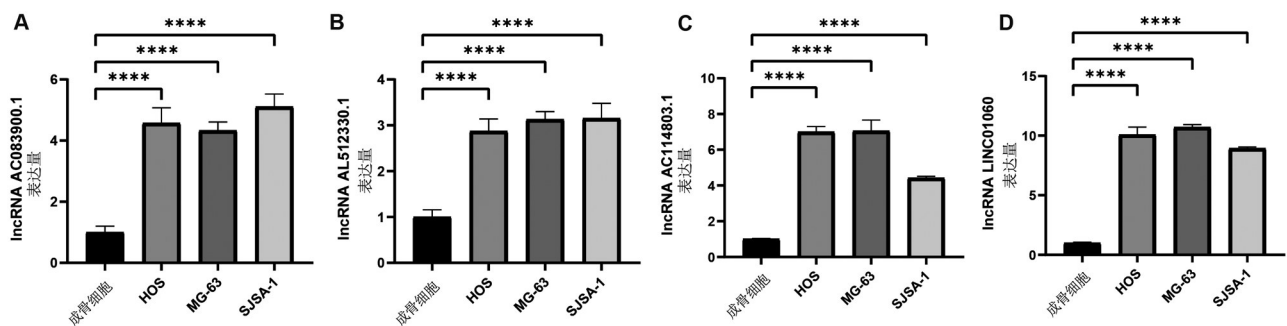 A
****
****
****
6
4
2
0
lncRNA AC083900.1
表达量
成骨细胞
HOS
MG-63
SJSA-1
B
****
****
****
4
3
2
1
0
lncRNA AL512330.1
表达量
成骨细胞
HOS
MG-63
SJSA-1
C
****
****
****
10
8
6
4
2
0
lncRNA AC114803.1
表达量
成骨细胞
HOS
MG-63
SJSA-1
D
****
****
****
15
10
5
0
lncRNA LINC01060
表达量
成骨细胞
HOS
MG-63
SJSA-1